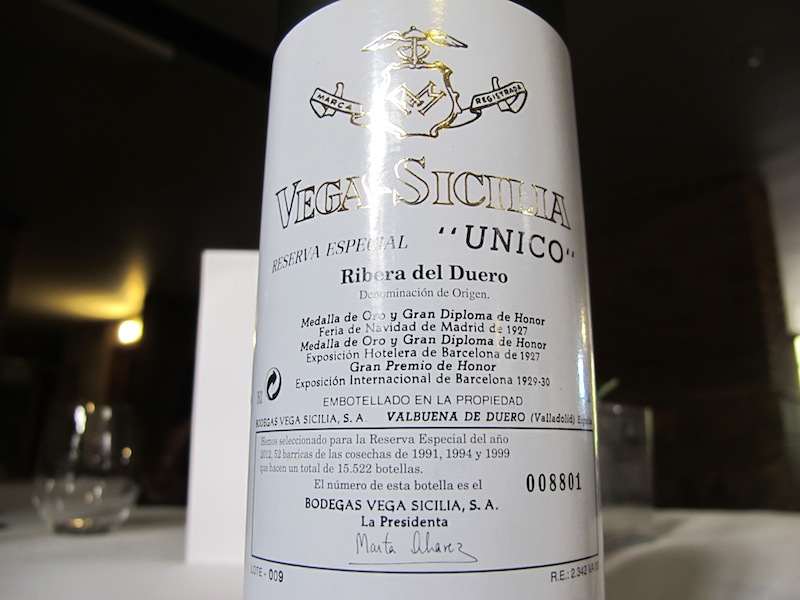 MARCA REGISTRADA
VEGA-SICILIA
RESERVA ESPECIAL "UNICO"
Ribera del Duero
Denominación de Origen.
Medalla de Oro y Gran Diploma de Honor
Feria de Navidad de Madrid de 1927
Medalla de Oro y Gran Diploma de Honor
Exposición Hotelera de Barcelona de 1927
Gran Premio de Honor
Exposición Internacional de Barcelona 1929-30
EMBOTELLADO EN LA PROPIEDAD
BODEGAS VEGA SICILIA, S. A. VALBUENA DE DUERO (Valladolid)
Hemos seleccionado para la Reserva Especial del año
2012, 52 barricas de las cosechas de 1991, 1994 y 1999
que hacen un total de 15.522 botellas.
El número de esta botella es el 008801
BODEGAS VEGA SICILIA, S. A.
La Presidenta
Marta Alvarez
LOTE - 009 R.E.: 2.342 VA